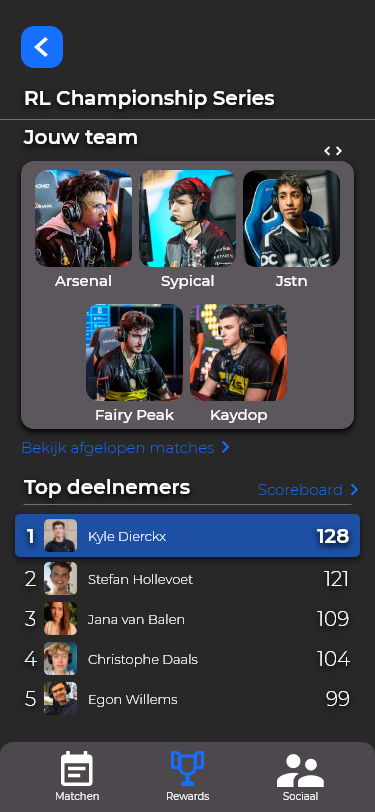 RL Championship Series
Jouw team
Arsenal Sypical Jstn
Fairy Peak Kaydop
Bekijk afgelopen matches
Top deelnemers Scoreboard
1 Kyle Dierckx 128
2 Stefan Hollevoet 121
3 Jana van Balen 109
4 Christophe Daals 104
5 Egon Willems 99
Matchen Rewards Sociaal